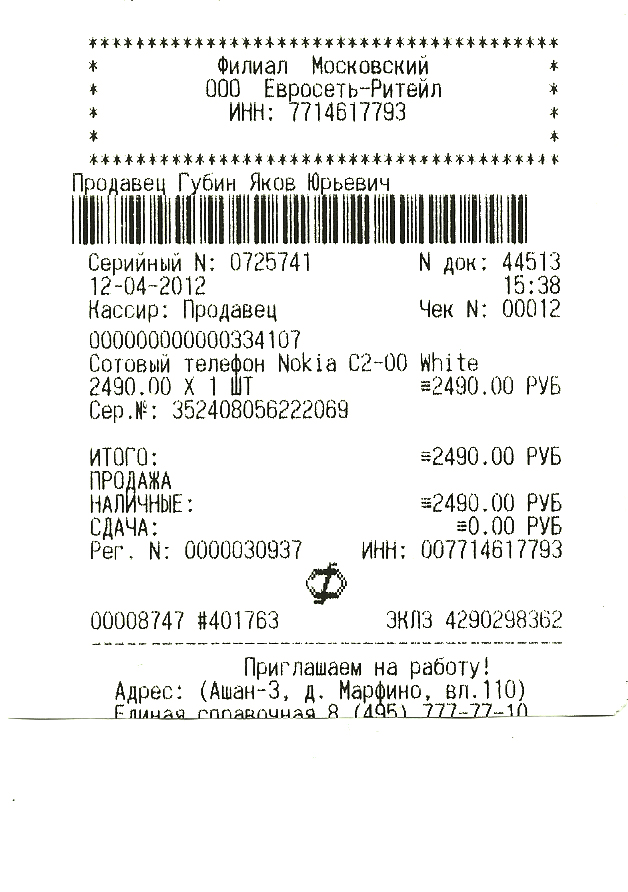 ****************************************
* Филиал Московский *
* ООО Евросеть-Ритейл *
* ИНН: 7714617793 *
* *
****************************************
Продавец Губин Яков Юрьевич
Серийный N: 0725741 N док: 44513
12-04-2012 15:38
Кассир: Продавец Чек N: 00012
000000000000334107
Сотовый телефон Nokia C2-00 White
2490.00 X 1 ШТ ≡2490.00 РУБ
Сер.№: 352408056222069
ИТОГО: ≡2490.00 РУБ
ПРОДАЖА
НАЛИЧНЫЕ: ≡2490.00 РУБ
СДАЧА: ≡0.00 РУБ
Рег. N: 0000030937 ИНН: 007714617793
00008747 #401763 ЭКЛЗ 4290298362
Приглашаем на работу!
Адрес: (Ашан-3, д. Марфино, вл.110)
Единая справочная 8 (495) 777-77-10